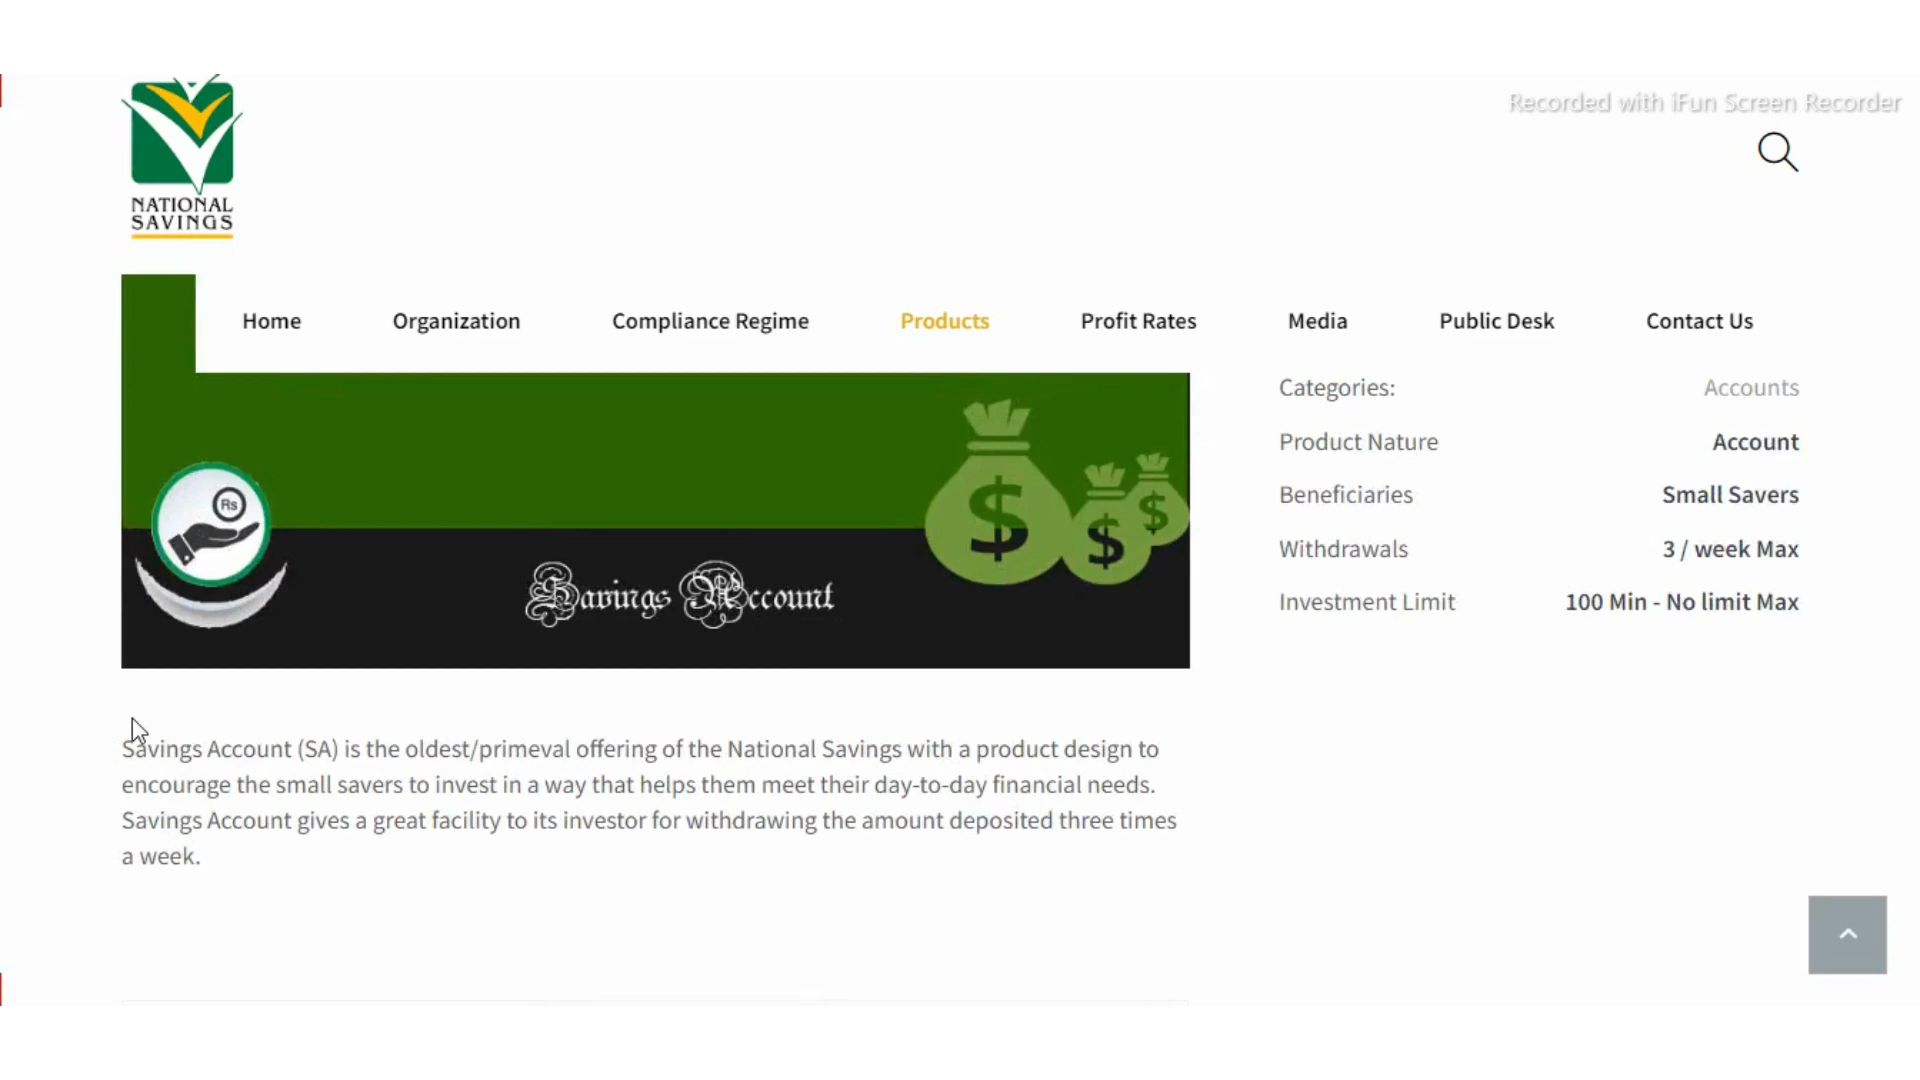 Recorded with iFun Screen Recorder
NATIONAL
SAVINGS
Home Organization Compliance Regime Products Profit Rates Media Public Desk Contact Us
Categories: Accounts
Product Nature Account
Beneficiaries Small Savers
Withdrawals 3 / week Max
Investment Limit 100 Min - No limit Max
Rs
$ $ $
Savings Account
Savings Account (SA) is the oldest/primeval offering of the National Savings with a product design to
encourage the small savers to invest in a way that helps them meet their day-to-day financial needs.
Savings Account gives a great facility to its investor for withdrawing the amount deposited three times
a week.